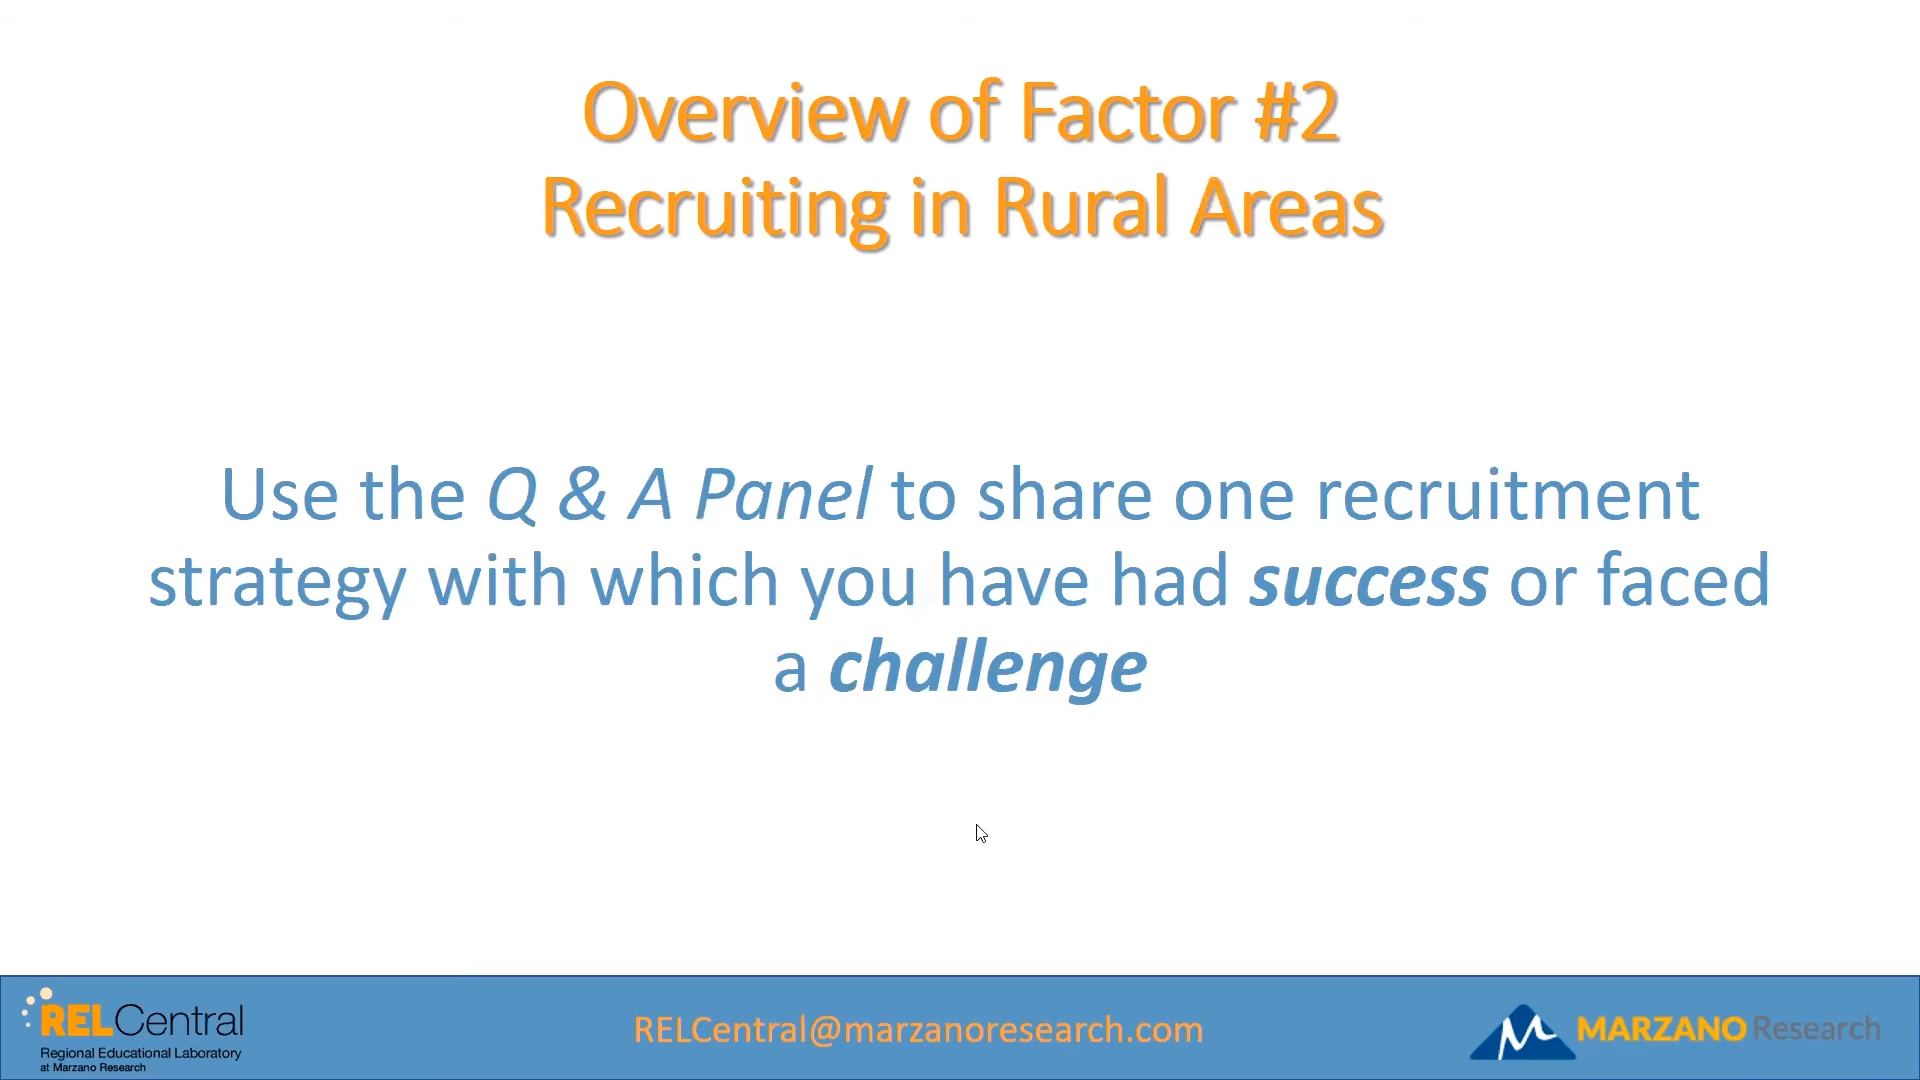 Overview of Factor #2
Recruiting in Rural Areas
Use the Q & A Panel to share one recruitment
strategy with which you have had success or faced
a challenge
RELCentral
Regional Educational Laboratory
at Marzano Research
RELCentral@marzanoresearch.com
MARZANO Research